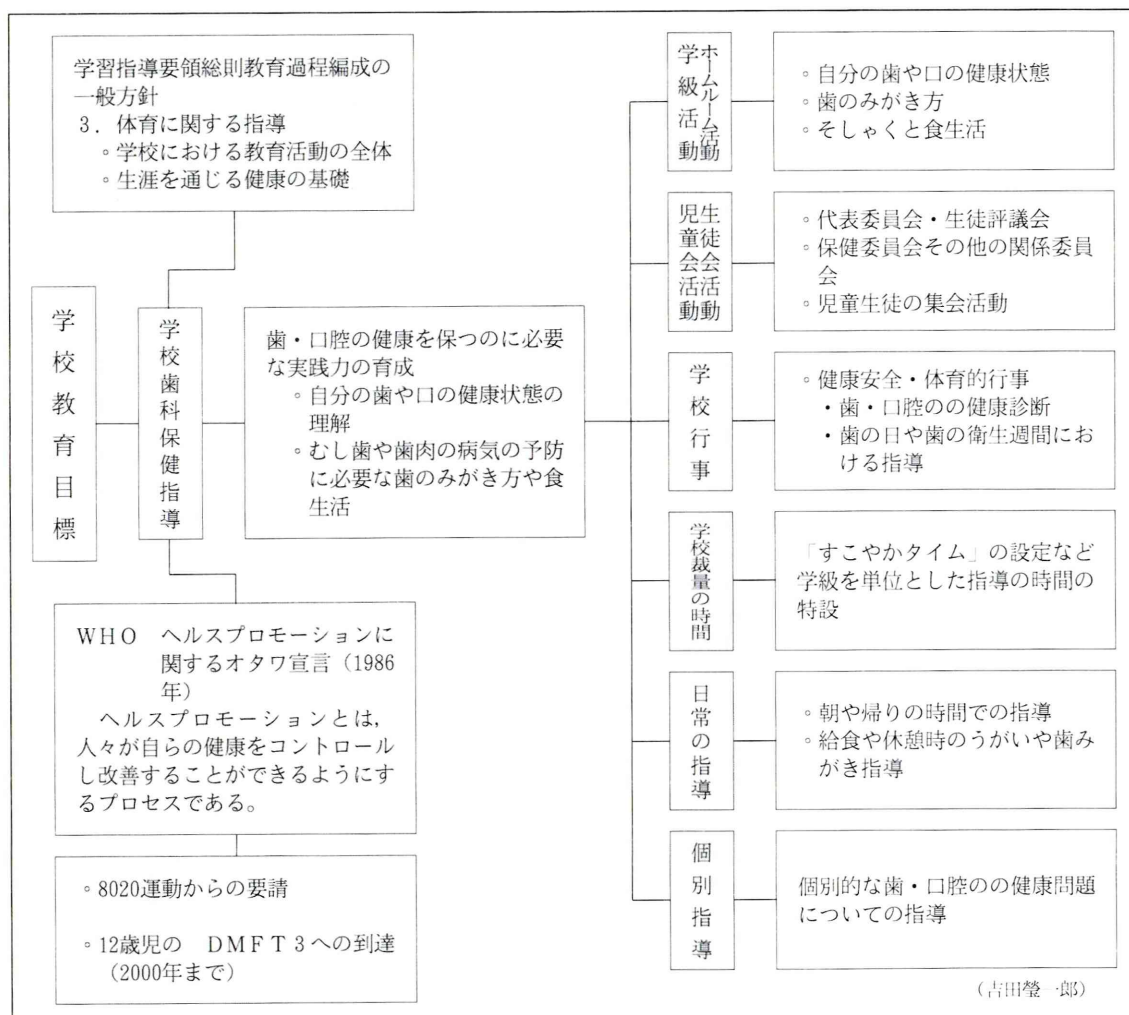 学習指導要領総則教育過程編成の
一般方針
3．体育に関する指導
◦学校における教育活動の全体
◦生涯を通じる健康の基礎
学校教育目標
学校歯科保健指導
歯・口腔の健康を保つのに必要
な実践力の育成
◦自分の歯や口の健康状態の
理解
◦むし歯や歯肉の病気の予防
に必要な歯のみがき方や食
生活
WHO　ヘルスプロモーションに
関するオタワ宣言（1986
年）
ヘルスプロモーションとは，
人々が自らの健康をコントロール
し改善することができるようにす
るプロセスである。
◦8020運動からの要請
◦12歳児の　DMFT３への到達
（2000年まで）
ホームルーム活動
学級活動
◦自分の歯や口の健康状態
◦歯のみがき方
◦そしゃくと食生活
生徒会活動
児童会活動
◦代表委員会・生徒評議会
◦保健委員会その他の関係委員
会
◦児童生徒の集会活動
学校行事
◦健康安全・体育的行事
・歯・口腔のの健康診断
・歯の日や歯の衛生週間にお
ける指導
学校裁量の時間
「すこやかタイム」の設定など
学級を単位とした指導の時間の
特設
日常の指導
◦朝や帰りの時間での指導
◦給食や休憩時のうがいや歯み
がき指導
個別指導
個別的な歯・口腔のの健康問題
についての指導
（吉田瑩一郎）